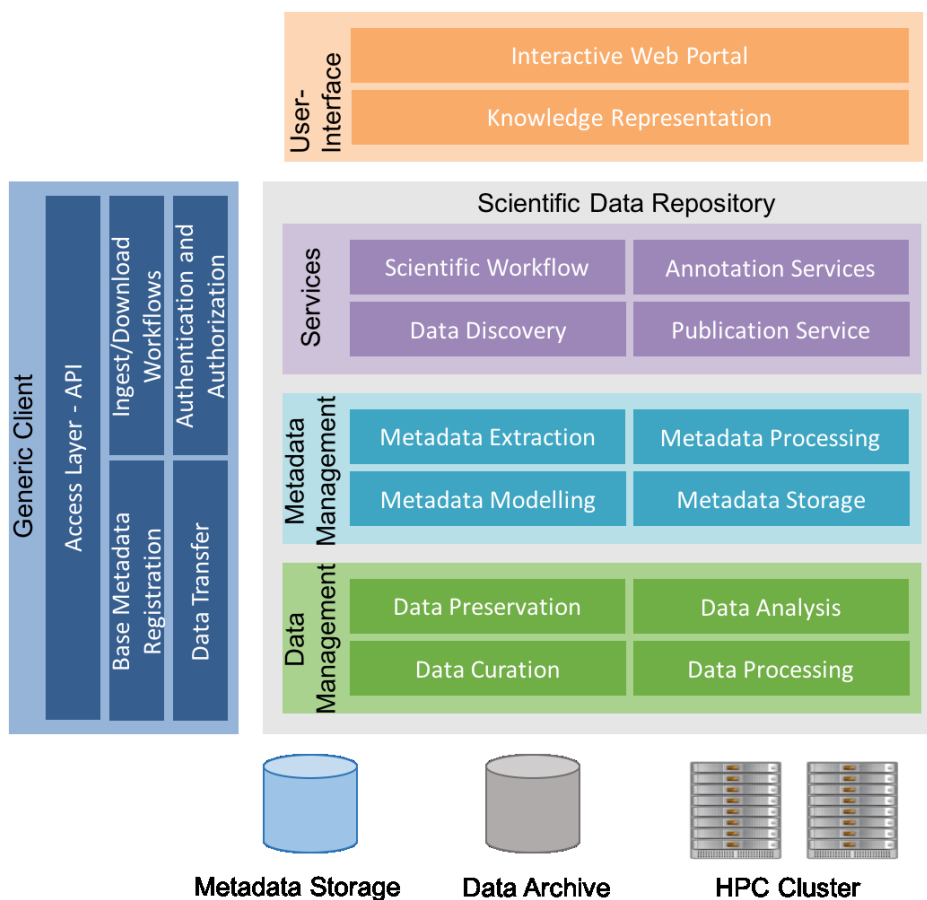 User-
Interface
Interactive Web Portal
Knowledge Representation
Generic Client
Access Layer - API
Ingest/Download
Workflows
Authentication and
Authorization
Base Metadata
Registration
Data Transfer
Scientific Data Repository
Services
Scientific Workflow
Annotation Services
Data Discovery
Publication Service
Metadata
Management
Metadata Extraction
Metadata Processing
Metadata Modelling
Metadata Storage
Data
Management
Data Preservation
Data Analysis
Data Curation
Data Processing
Metadata Storage
Data Archive
HPC Cluster